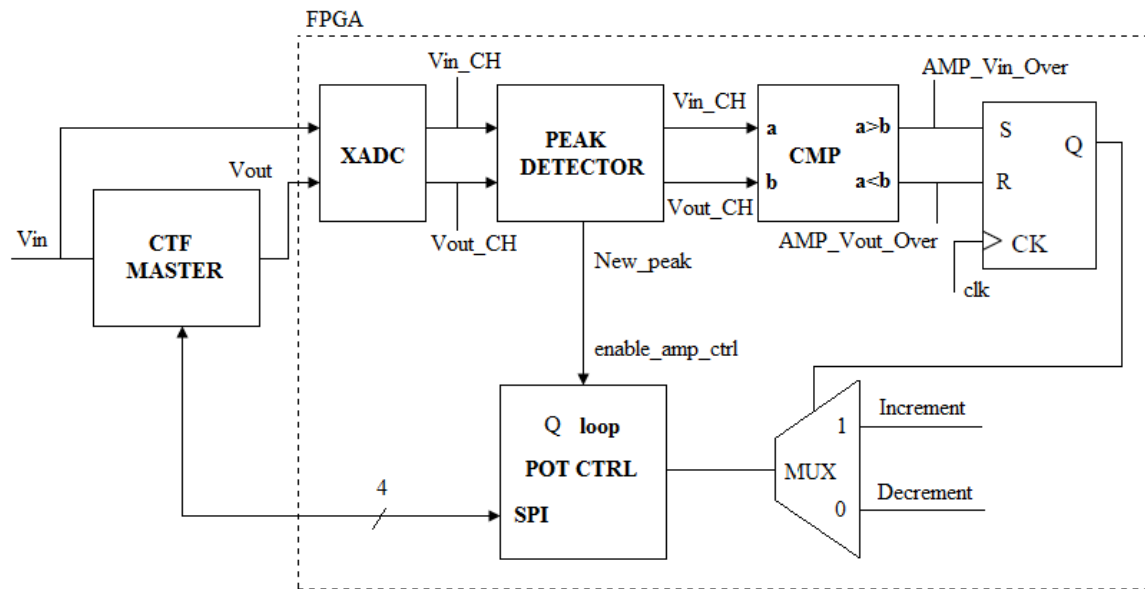 FPGA
Vin_CH
AMP_Vin_Over
Vin_CH
XADC
PEAK
DETECTOR
a
a>b
CMP
b
a<b
S
Q
R
CK
Vout
Vin
CTF
MASTER
Vout_CH
Vout_CH
AMP_Vout_Over
New_peak
clk
enable_amp_ctrl
Q loop
POT CTRL
SPI
4
MUX
1
0
Increment
Decrement